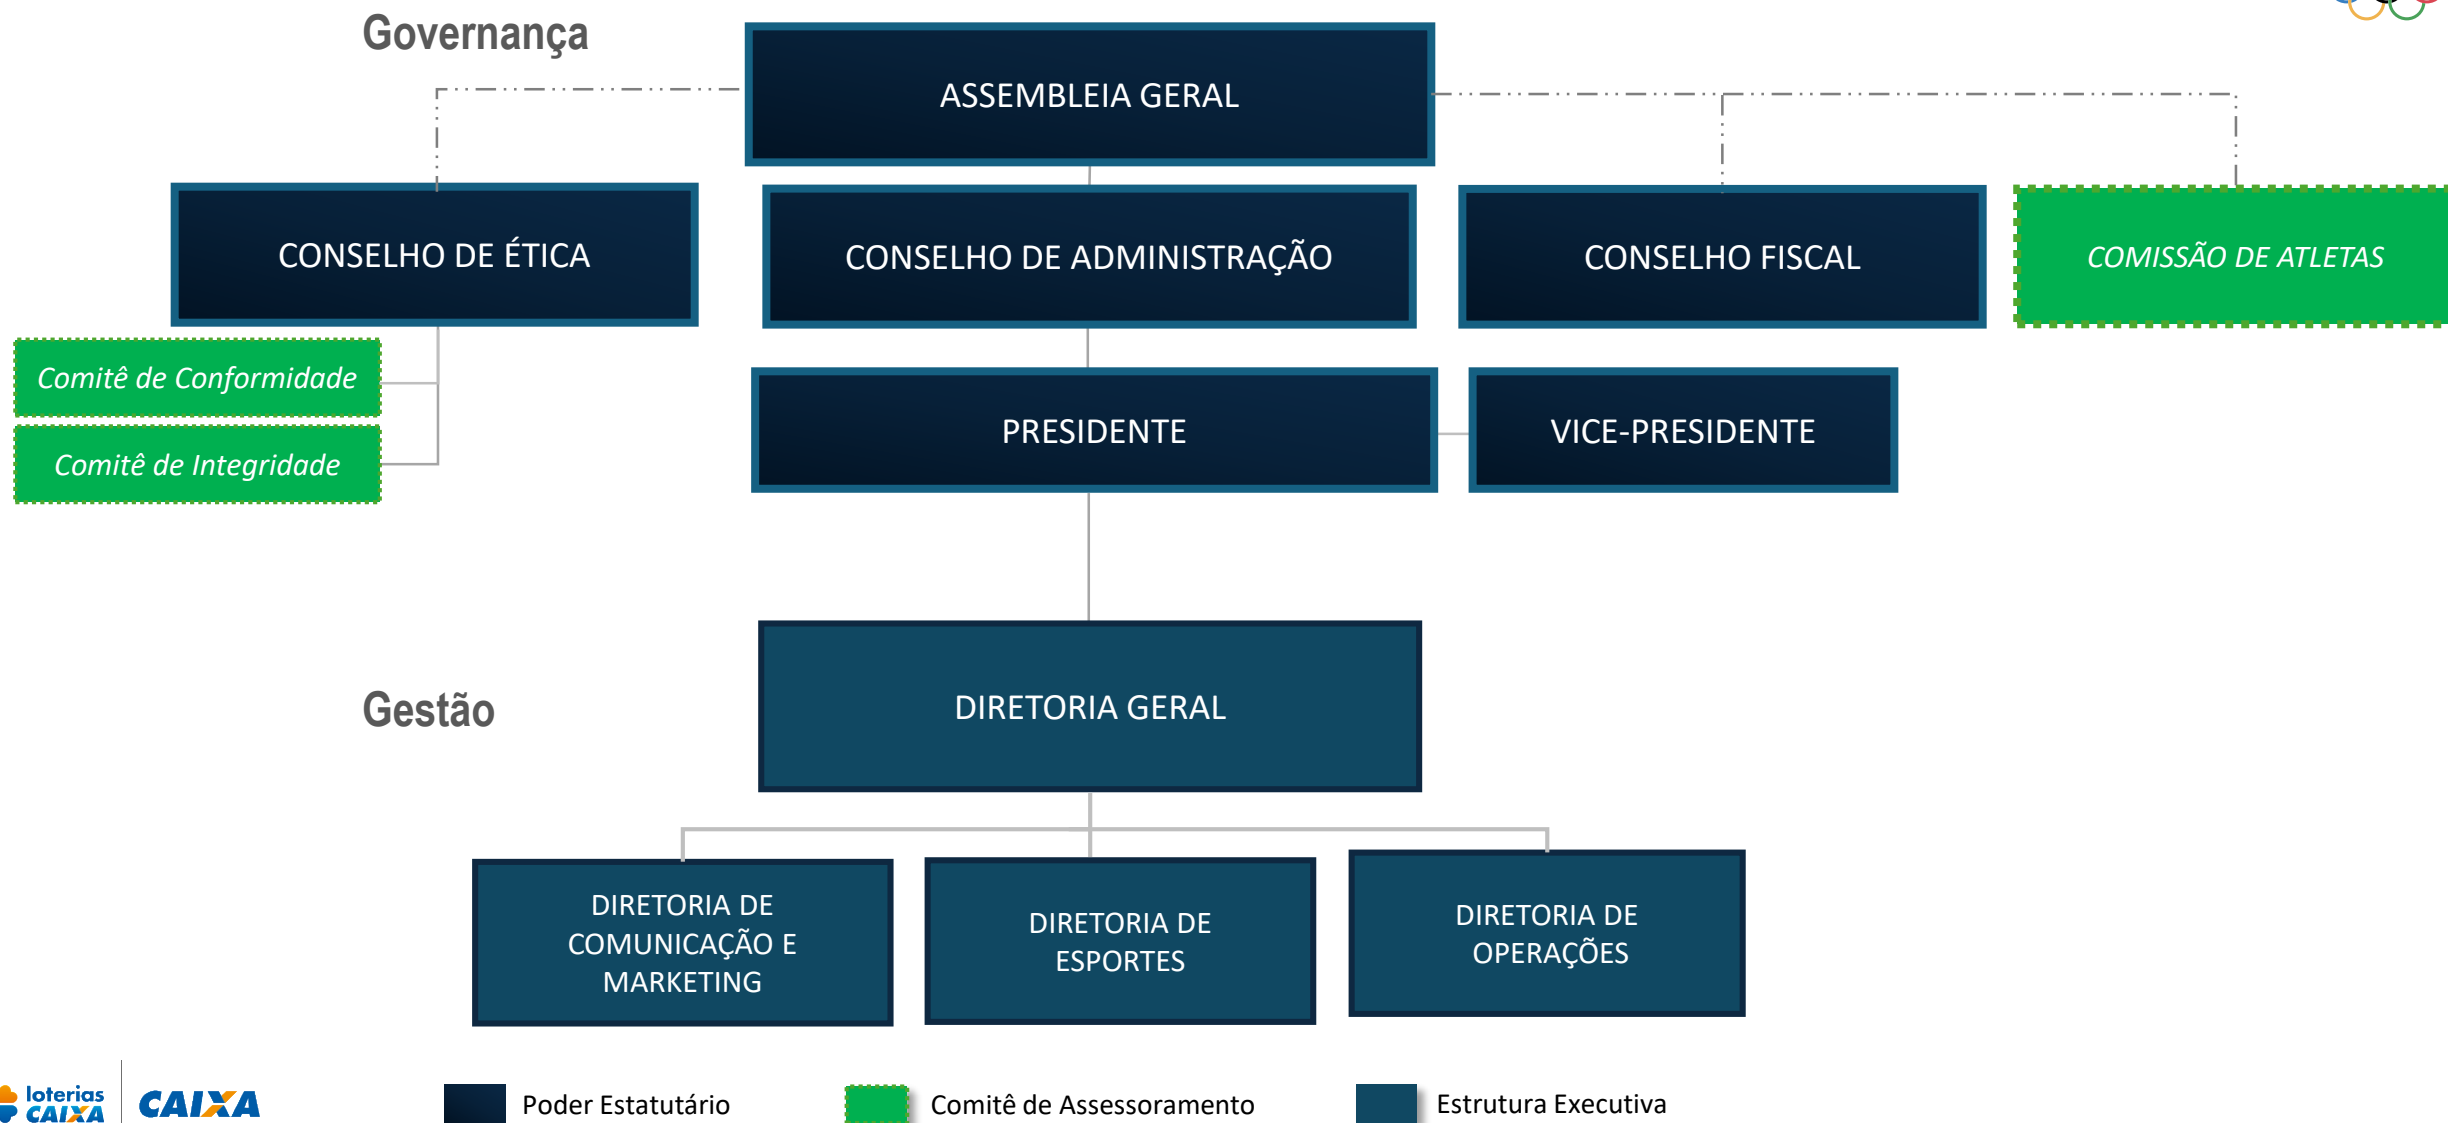 Governança
ASSEMBLEIA GERAL
CONSELHO DE ÉTICA
CONSELHO DE ADMINISTRAÇÃO
CONSELHO FISCAL
COMISSÃO DE ATLETAS
Comitê de Conformidade
Comitê de Integridade
PRESIDENTE
VICE-PRESIDENTE
Gestão
DIRETORIA GERAL
DIRETORIA DE
COMUNICAÇÃO E
MARKETING
DIRETORIA DE
ESPORTES
DIRETORIA DE
OPERAÇÕES
loterias
CAIXA
CAIXA
Poder Estatutário
Comitê de Assessoramento
Estrutura Executiva